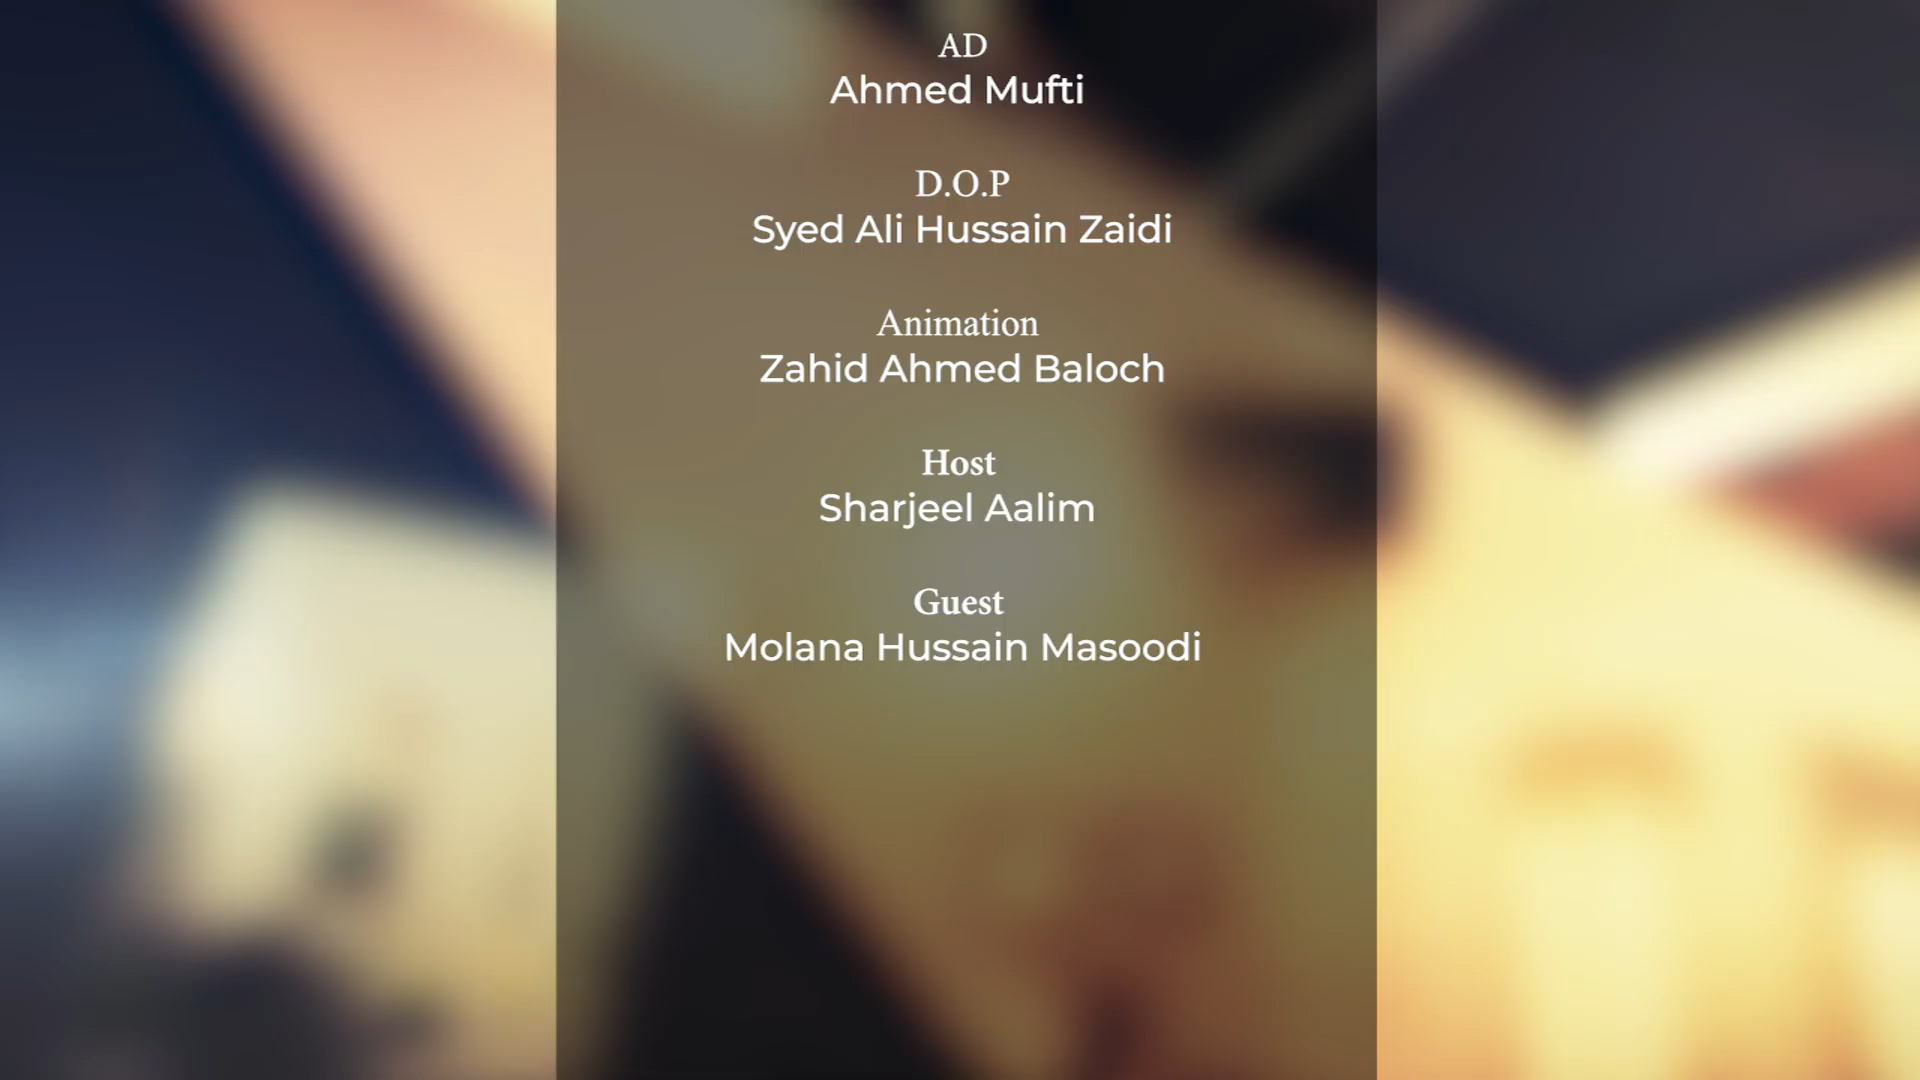 AD
Ahmed Mufti
D.O.P
Syed Ali Hussain Zaidi
Animation
Zahid Ahmed Baloch
Host
Sharjeel Aalim
Guest
Molana Hussain Masoodi